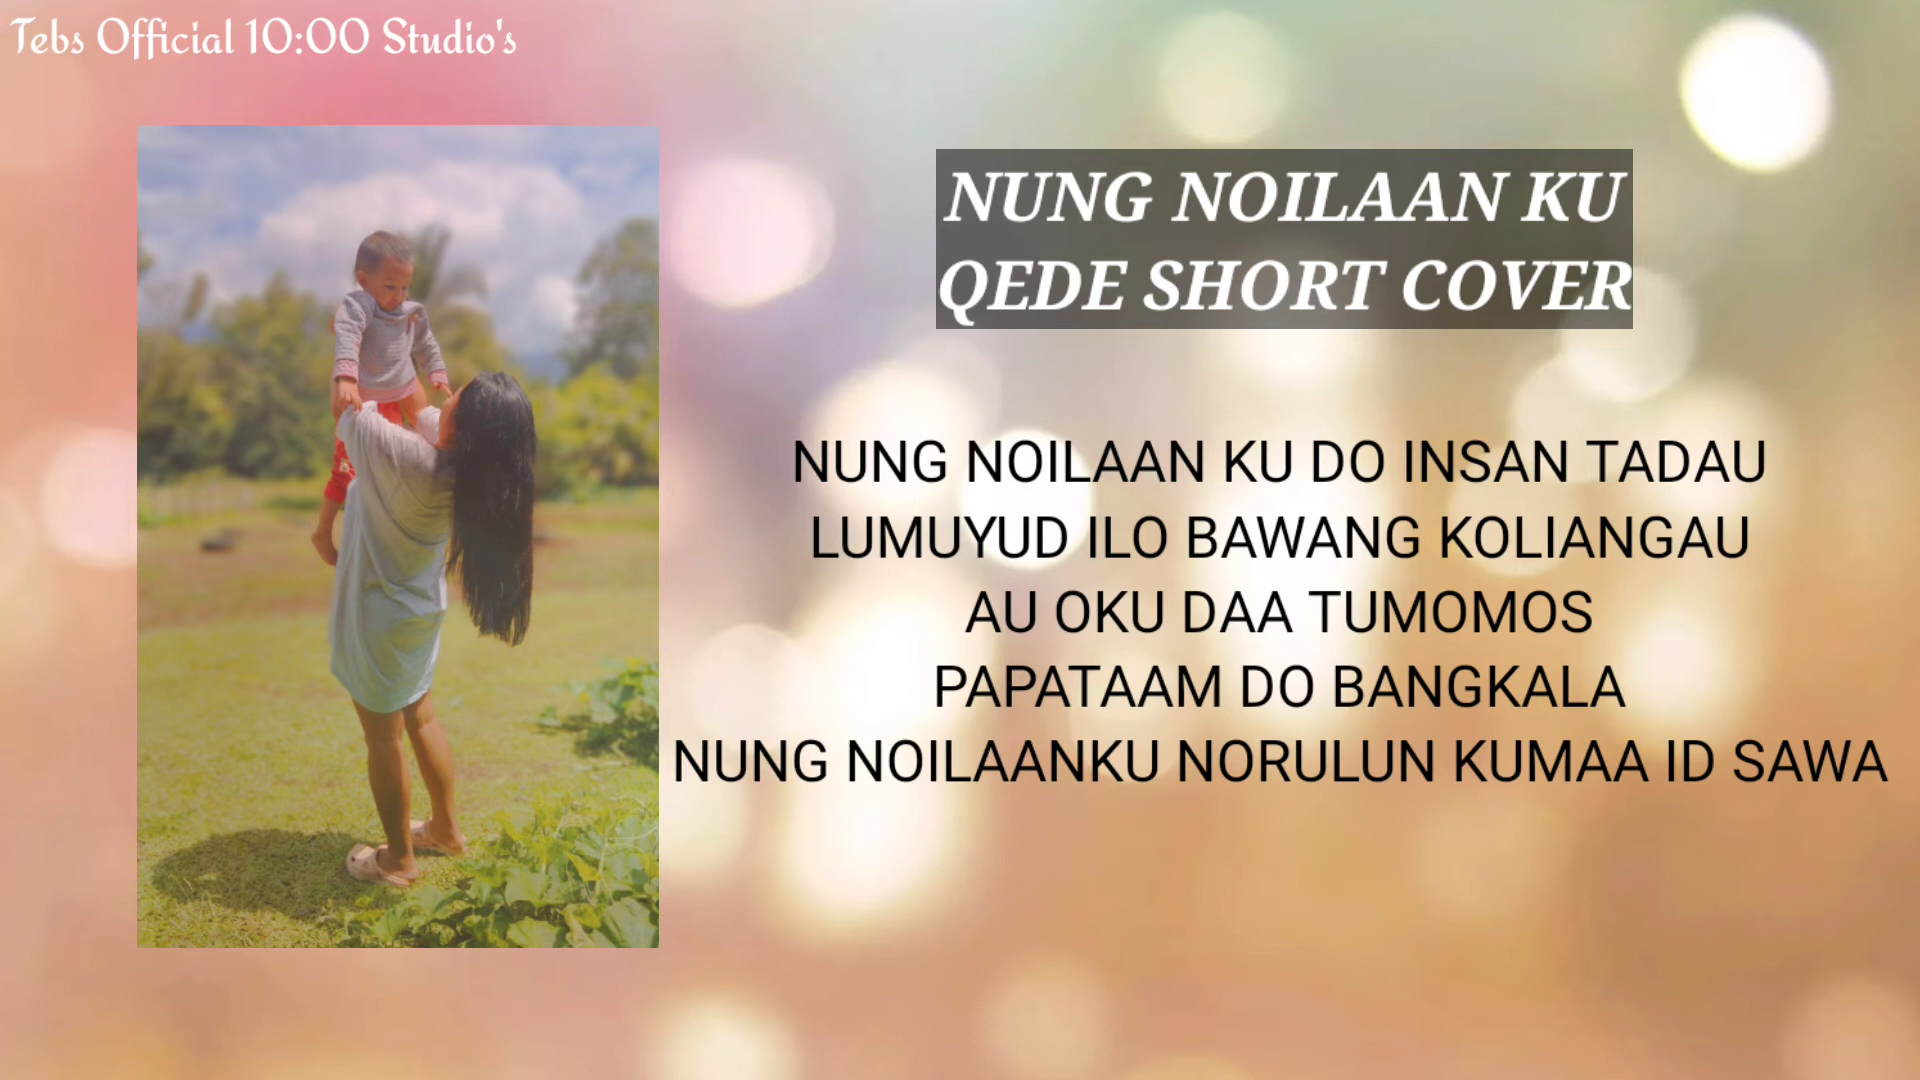 Tebs Official 10:00 Studio's
NUNG NOILAAN KU
QEDE SHORT COVER
NUNG NOILAAN KU DO INSAN TADAU
LUMUYUD ILO BAWANG KOLIANGAU
AU OKU DAA TUMOMOS
PAPATAAM DO BANGKALA
NUNG NOILAANKU NORULUN KUMAA ID SAWA